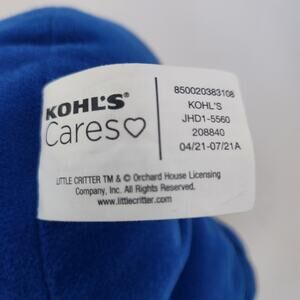 KOHL'S
Cares♡
850020383108
KOHL'S
JHD1-5560
208840
04/21-07/21A
LITTLE CRITTER TM & © Orchard House Licensing
Company, Inc. All Rights Reserved.
www.littlecritter.com